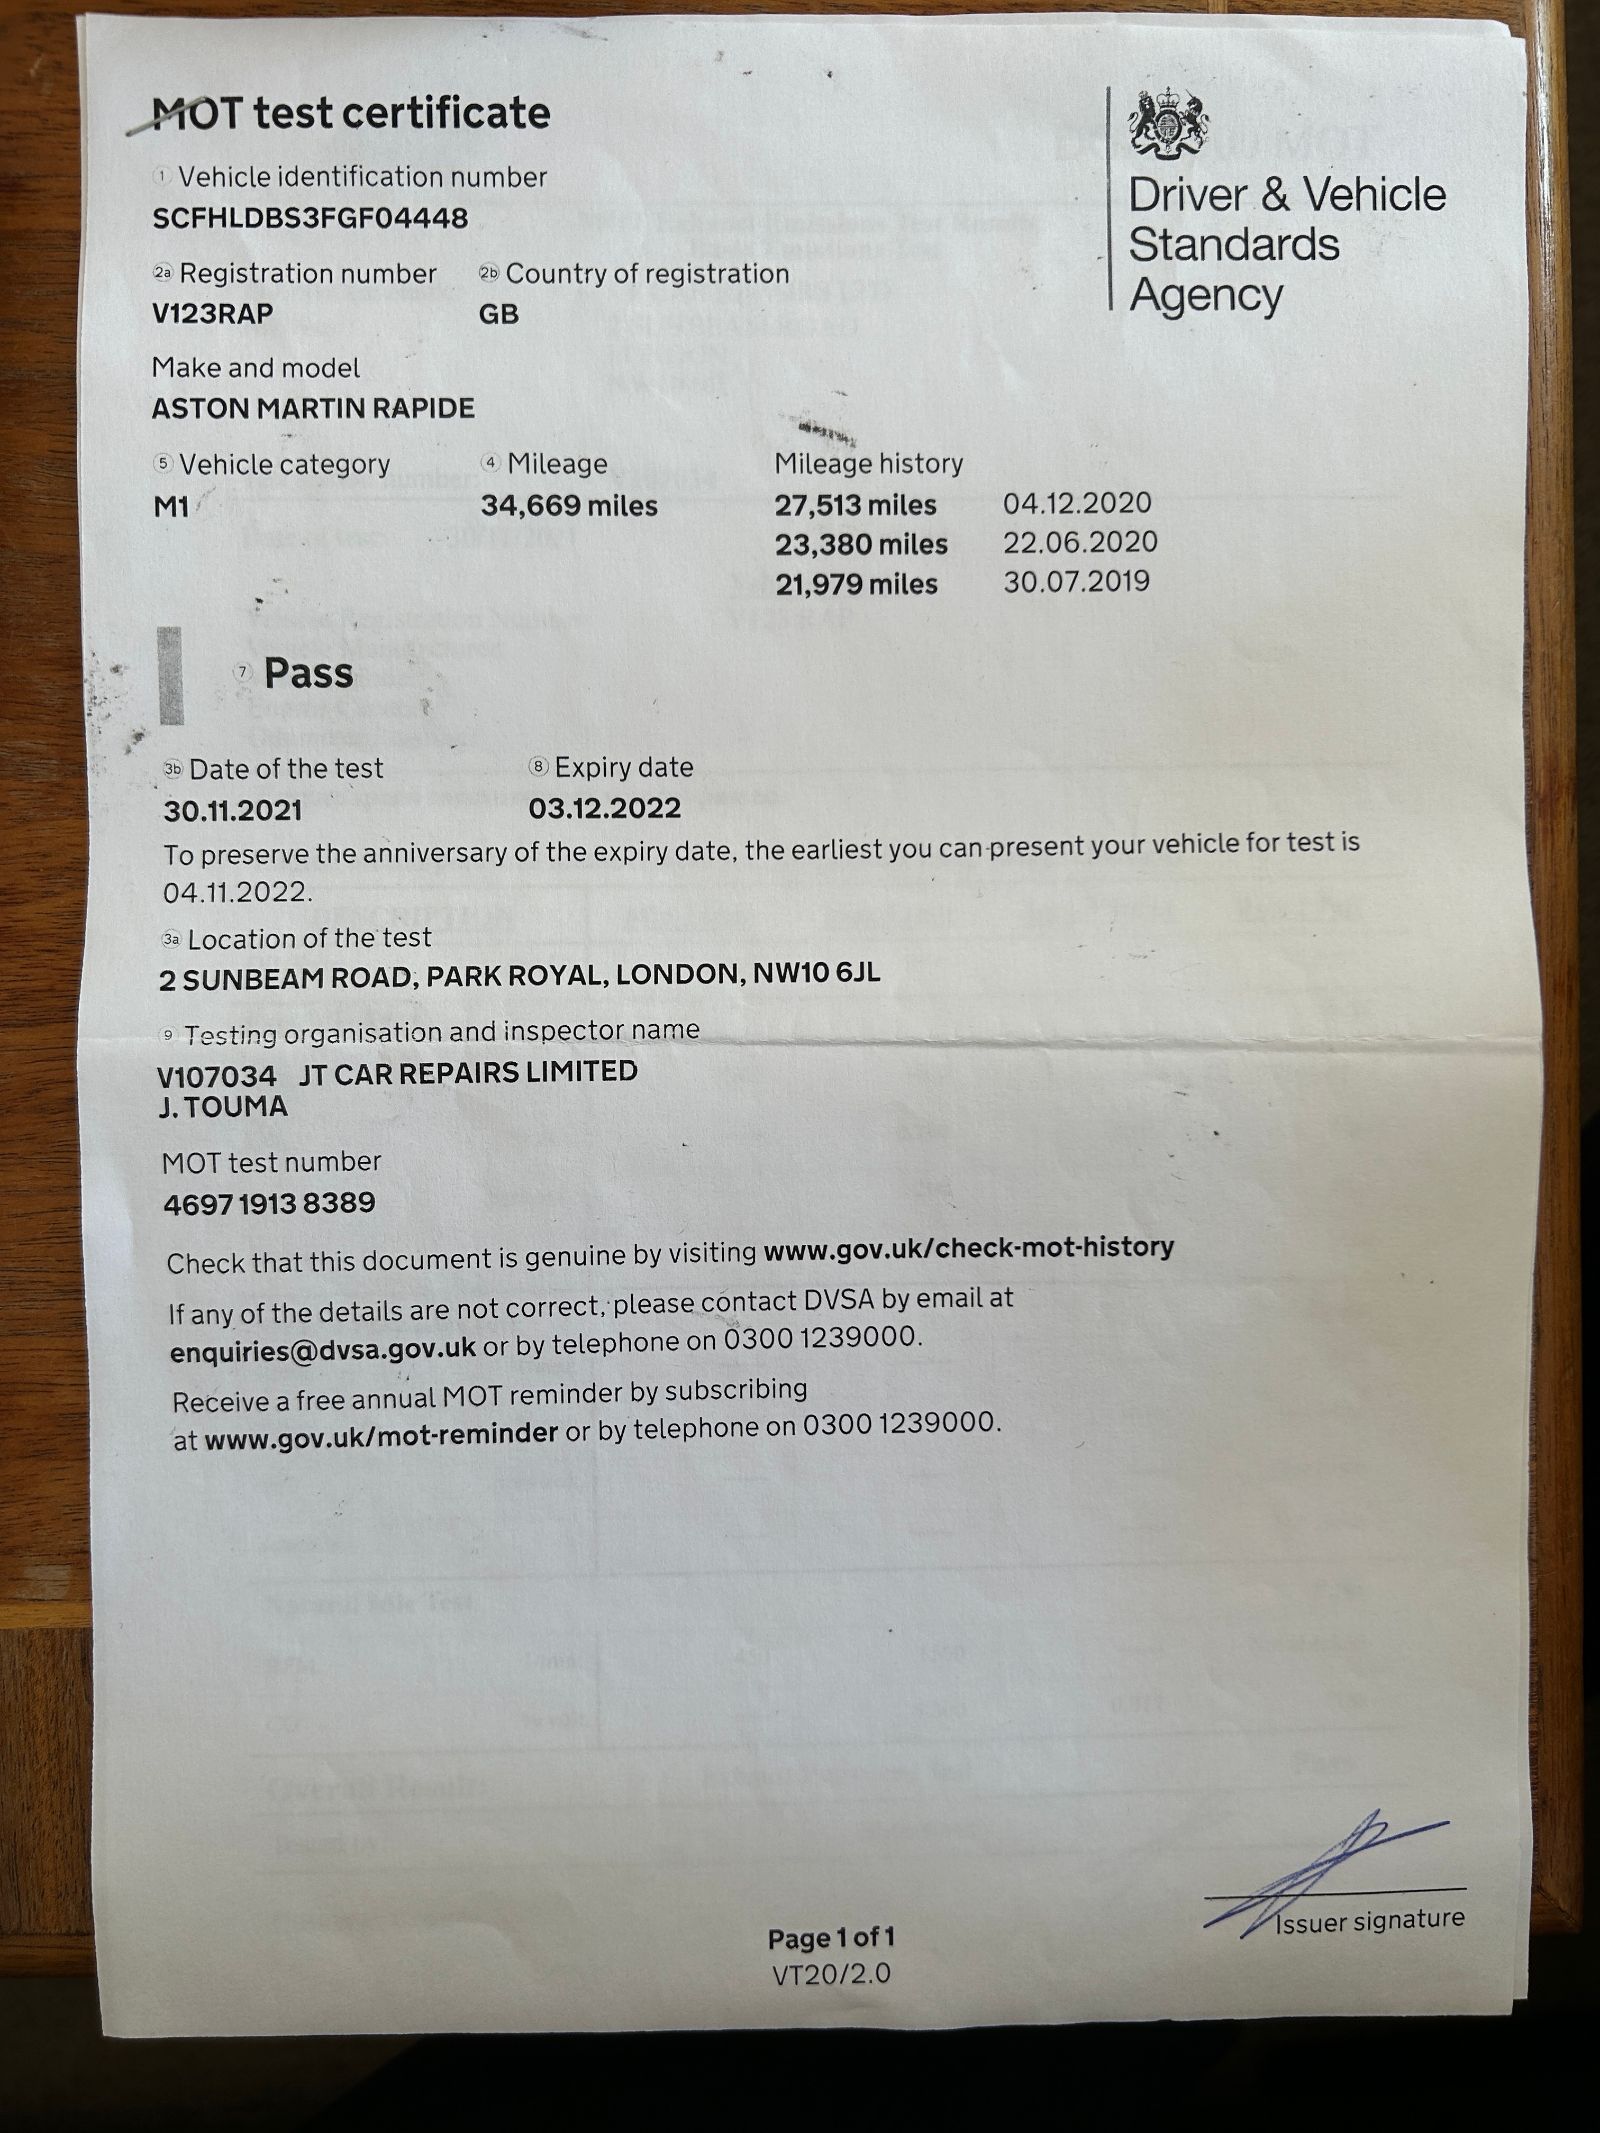 MOT test certificate
Driver & Vehicle
Standards
Agency
1 Vehicle identification number
SCFHLDBS3FGF04448
2a Registration number 2b Country of registration
V123RAP GB
Make and model
ASTON MARTIN RAPIDE
5 Vehicle category 4 Mileage Mileage history
M1 34,669 miles 27,513 miles 04.12.2020
23,380 miles 22.06.2020
21,979 miles 30.07.2019
7 Pass
3b Date of the test 8 Expiry date
30.11.2021 03.12.2022
To preserve the anniversary of the expiry date, the earliest you can present your vehicle for test is
04.11.2022.
3a Location of the test
2 SUNBEAM ROAD, PARK ROYAL, LONDON, NW10 6JL
9 Testing organisation and inspector name
V107034 JT CAR REPAIRS LIMITED
J. TOUMA
MOT test number
4697 1913 8389
Check that this document is genuine by visiting www.gov.uk/check-mot-history
If any of the details are not correct, please contact DVSA by email at
enquiries@dvsa.gov.uk or by telephone on 0300 1239000.
Receive a free annual MOT reminder by subscribing
at www.gov.uk/mot-reminder or by telephone on 0300 1239000.
Issuer signature
Page 1 of 1
VT20/2.0